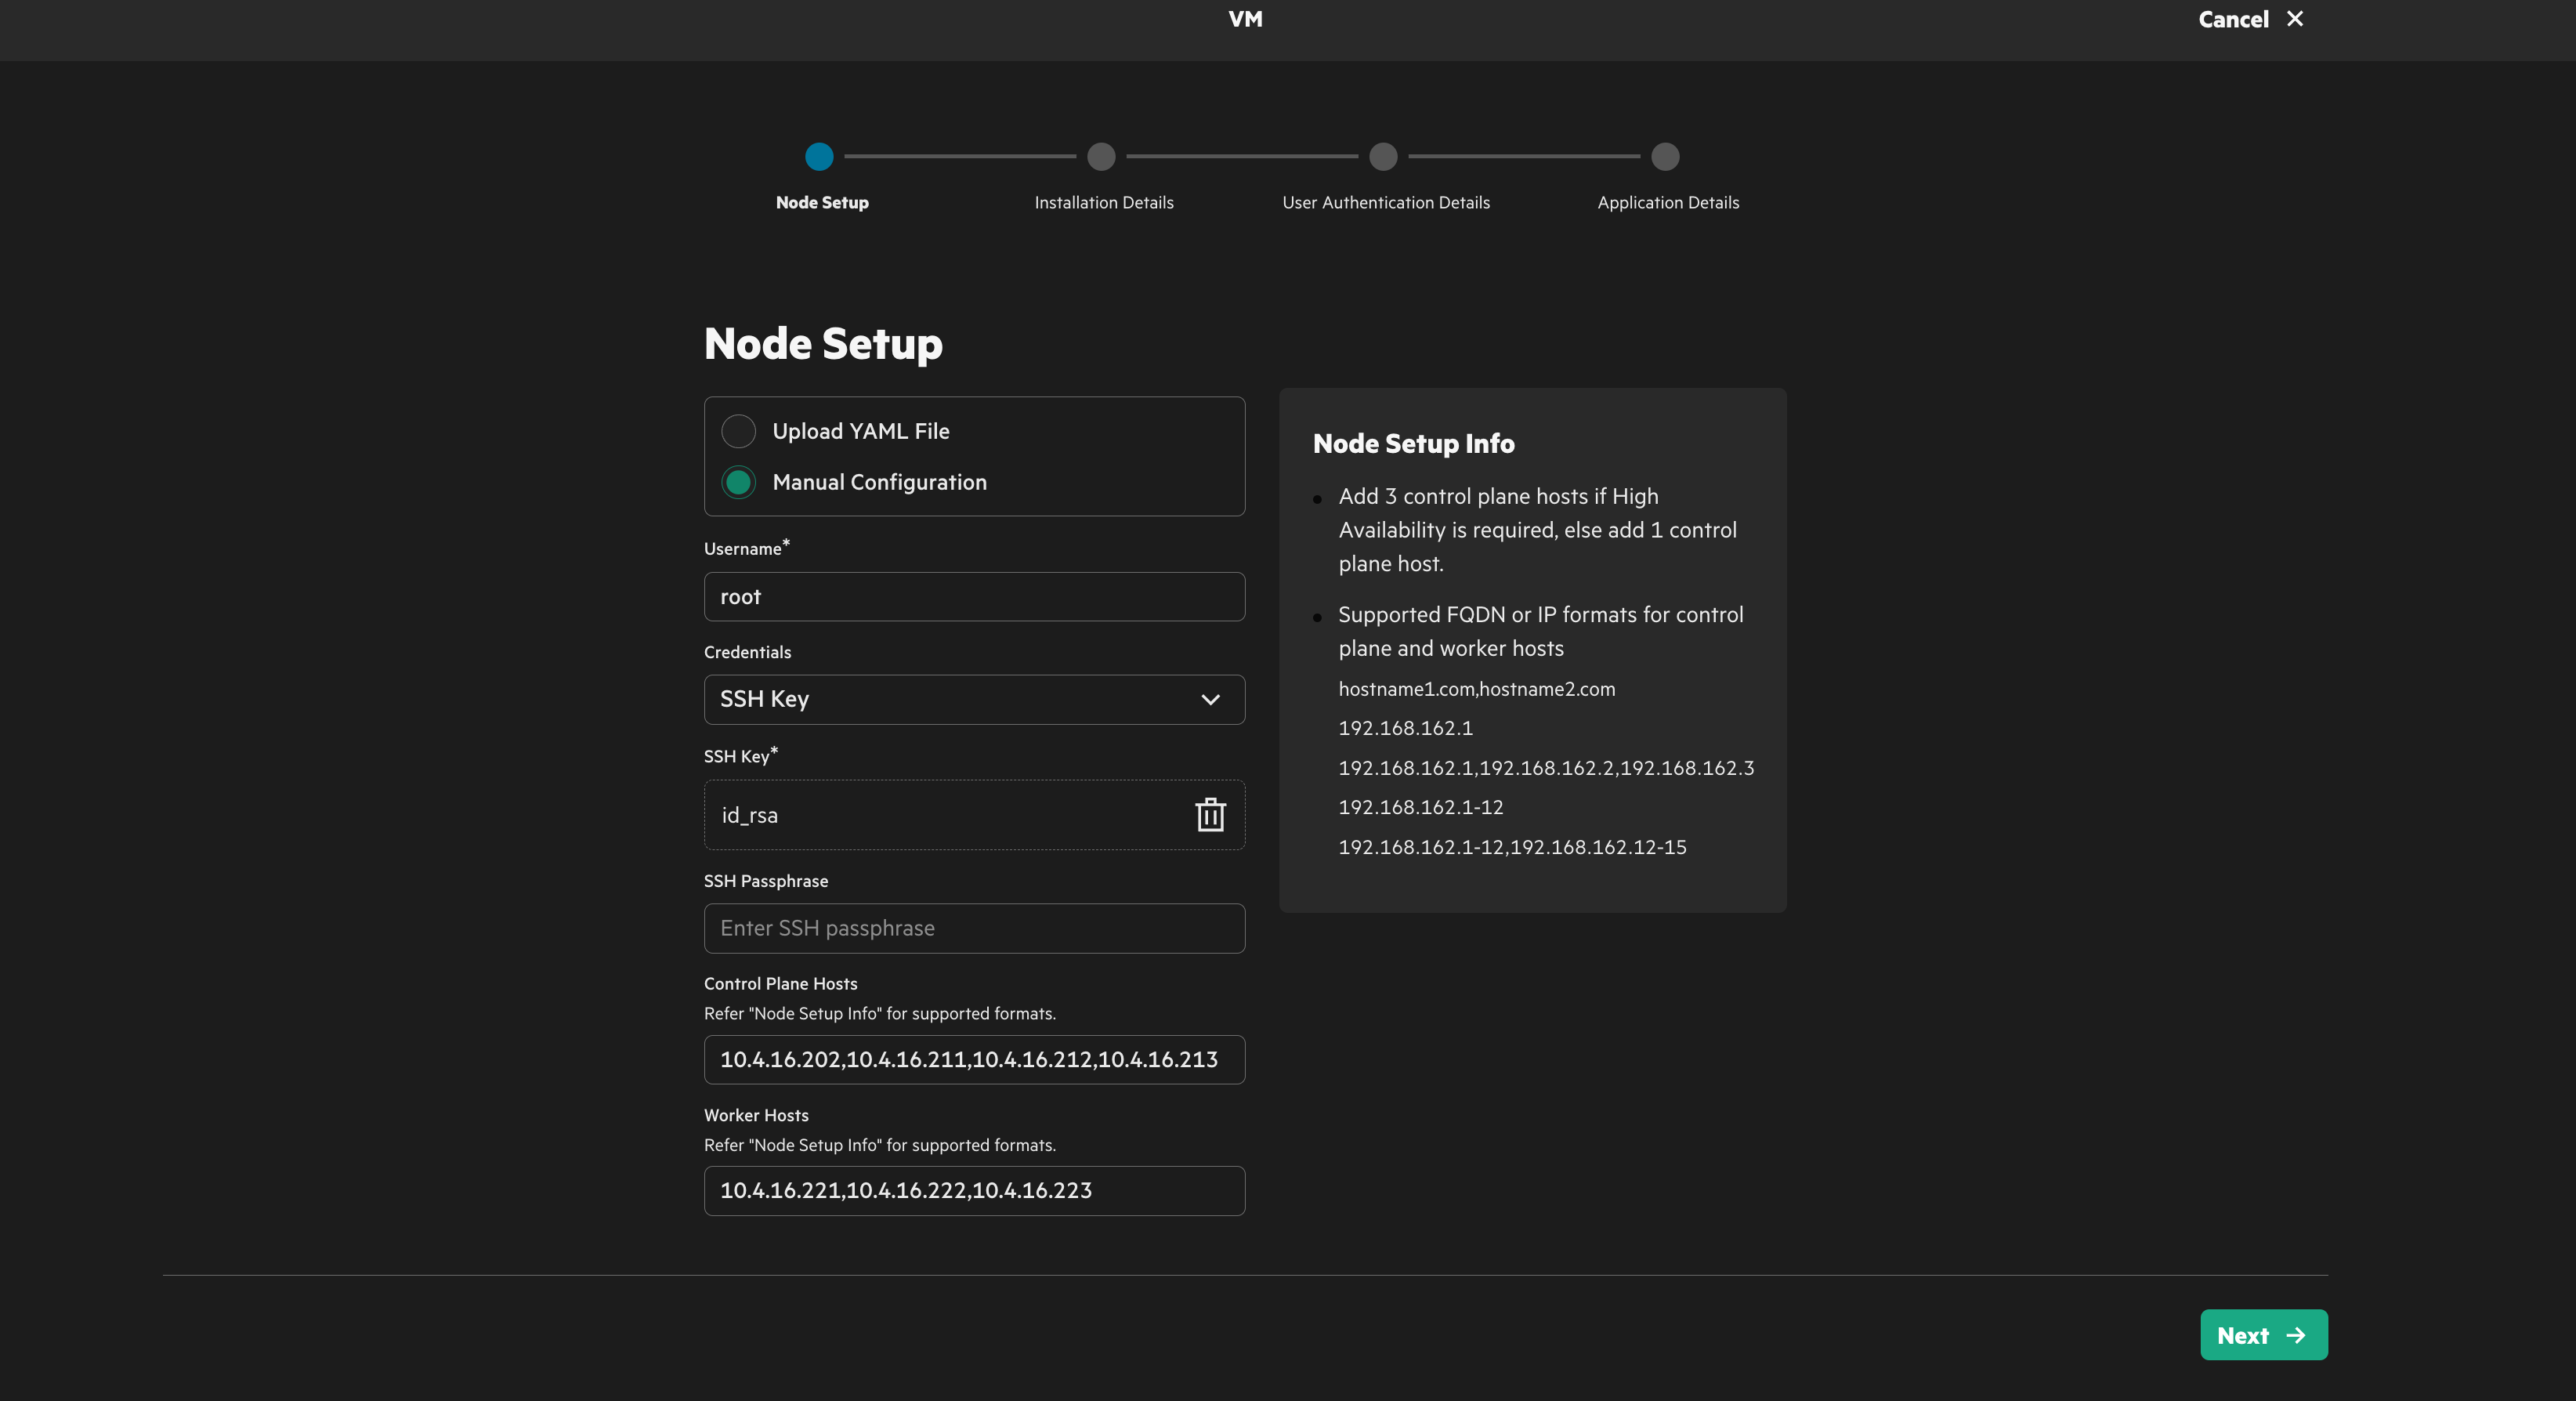 VM
Cancel
Node Setup
Installation Details
User Authentication Details
Application Details
Node Setup
Upload YAML File
Manual Configuration
Username*
root
Credentials
SSH Key
SSH Key*
id_rsa
SSH Passphrase
Enter SSH passphrase
Control Plane Hosts
Refer "Node Setup Info" for supported formats.
10.4.16.202,10.4.16.211,10.4.16.212,10.4.16.213
Worker Hosts
Refer "Node Setup Info" for supported formats.
10.4.16.221,10.4.16.222,10.4.16.223
Node Setup Info
Add 3 control plane hosts if High
Availability is required, else add 1 control
plane host.
Supported FQDN or IP formats for control
plane and worker hosts
hostname1.com,hostname2.com
192.168.162.1
192.168.162.1,192.168.162.2,192.168.162.3
192.168.162.1-12
192.168.162.1-12,192.168.162.12-15
Next